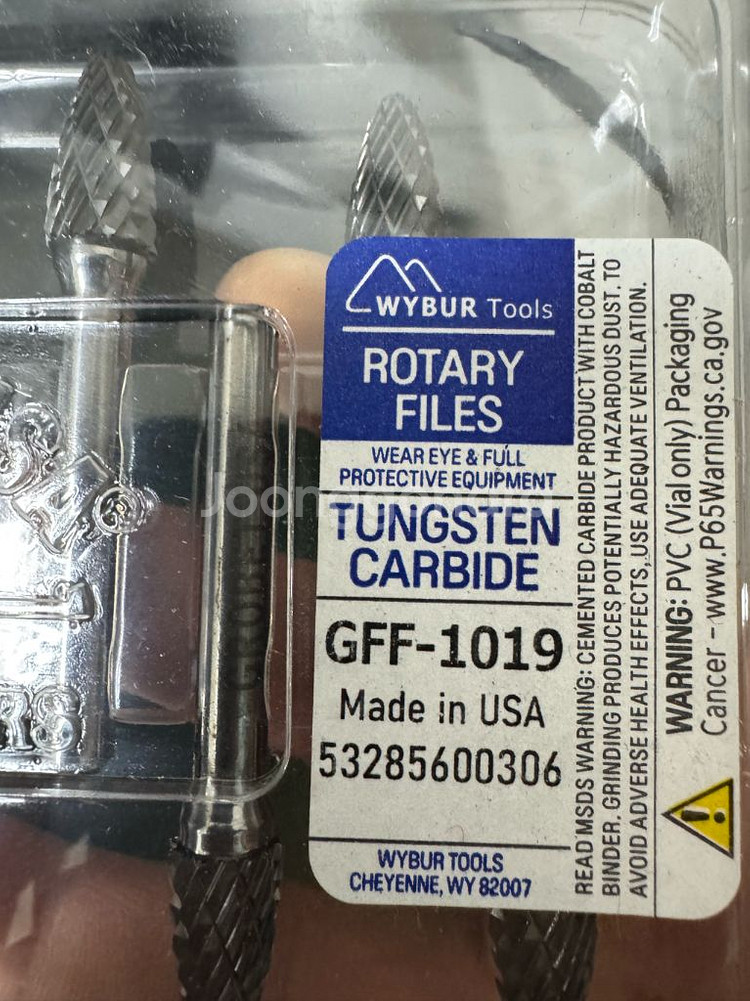 WYBUR Tools
ROTARY
FILES
WEAR EYE & FULL
PROTECTIVE EQUIPMENT
TUNGSTEN
CARBIDE
GFF-1019
Made in USA
53285600306
WYBUR TOOLS
CHEYENNE, WY 82007
READ MSDS WARNING: CEMENTED CARBIDE PRODUCT WITH COBALT
BINDER. GRINDING PRODUCES POTENTIALLY HAZARDOUS DUST. TO
AVOID ADVERSE HEALTH EFFECTS, USE ADEQUATE VENTILATION.
WARNING: PVC (Vial only) Packaging
Cancer - www.P65Warnings.ca.gov